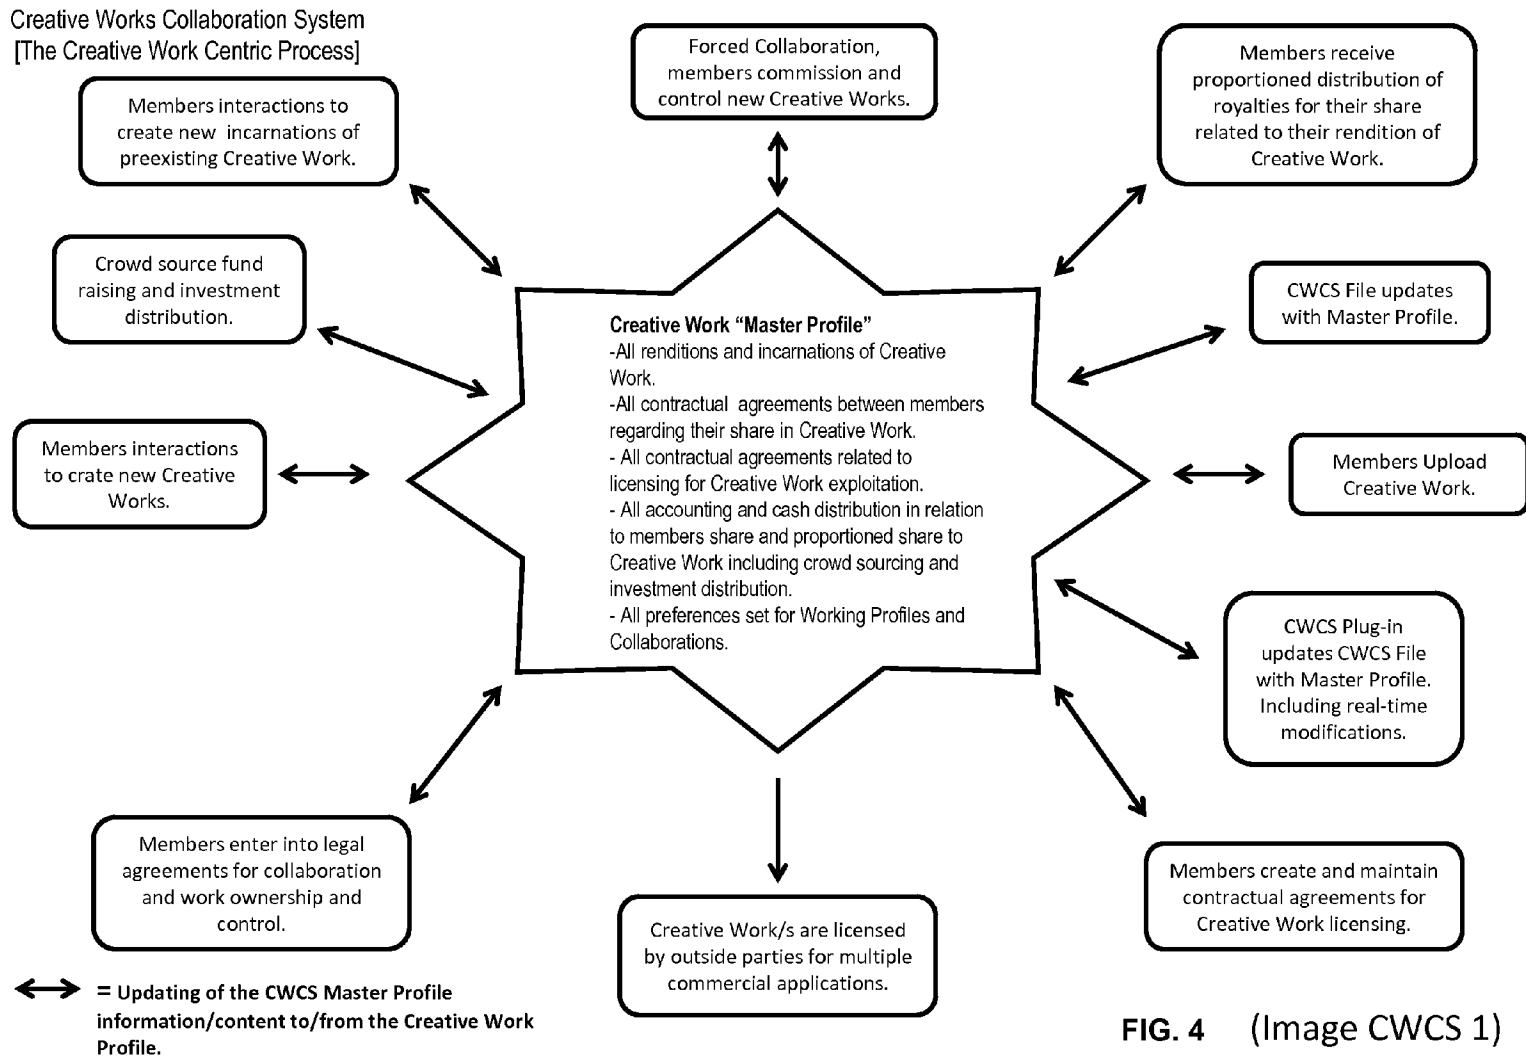 Creative Works Collaboration System
[The Creative Work Centric Process]
Members interactions to
create new incarnations of
preexisting Creative Work.
Forced Collaboration,
members commission and
control new Creative Works.
Members receive
proportioned distribution of
royalties for their share
related to their rendition of
Creative Work.
Crowd source fund
raising and investment
distribution.
CWCS File updates
with Master Profile.
Creative Work “Master Profile”
-All renditions and incarnations of Creative
Work.
-All contractual agreements between members
regarding their share in Creative Work.
- All contractual agreements related to
licensing for Creative Work exploitation.
- All accounting and cash distribution in relation
to members share and proportioned share to
Creative Work including crowd sourcing and
investment distribution.
- All preferences set for Working Profiles and
Collaborations.
Members interactions
to crate new Creative
Works.
Members Upload
Creative Work.
CWCS Plug-in
updates CWCS File
with Master Profile.
Including real-time
modifications.
Members enter into legal
agreements for collaboration
and work ownership and
control.
Creative Work/s are licensed
by outside parties for multiple
commercial applications.
Members create and maintain
contractual agreements for
Creative Work licensing.
= Updating of the CWCS Master Profile
information/content to/from the Creative Work
Profile.
FIG. 4 (Image CWCS 1)